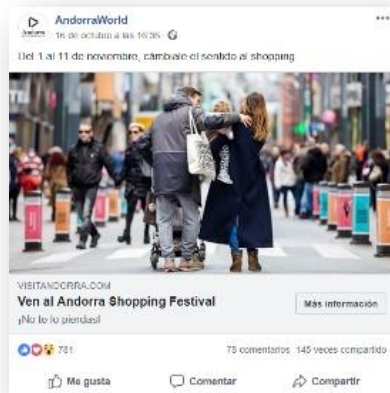 AndorraWorld
16 de octubre a las 16:36
Del 1 al 11 de noviembre, cámbiale el sentido al shopping
VISITANDORRA.COM
Ven al Andorra Shopping Festival
¡No te lo pierdas!
Más información
781
78 comentarios 145 veces compartido
Me gusta
Comentar
Compartir